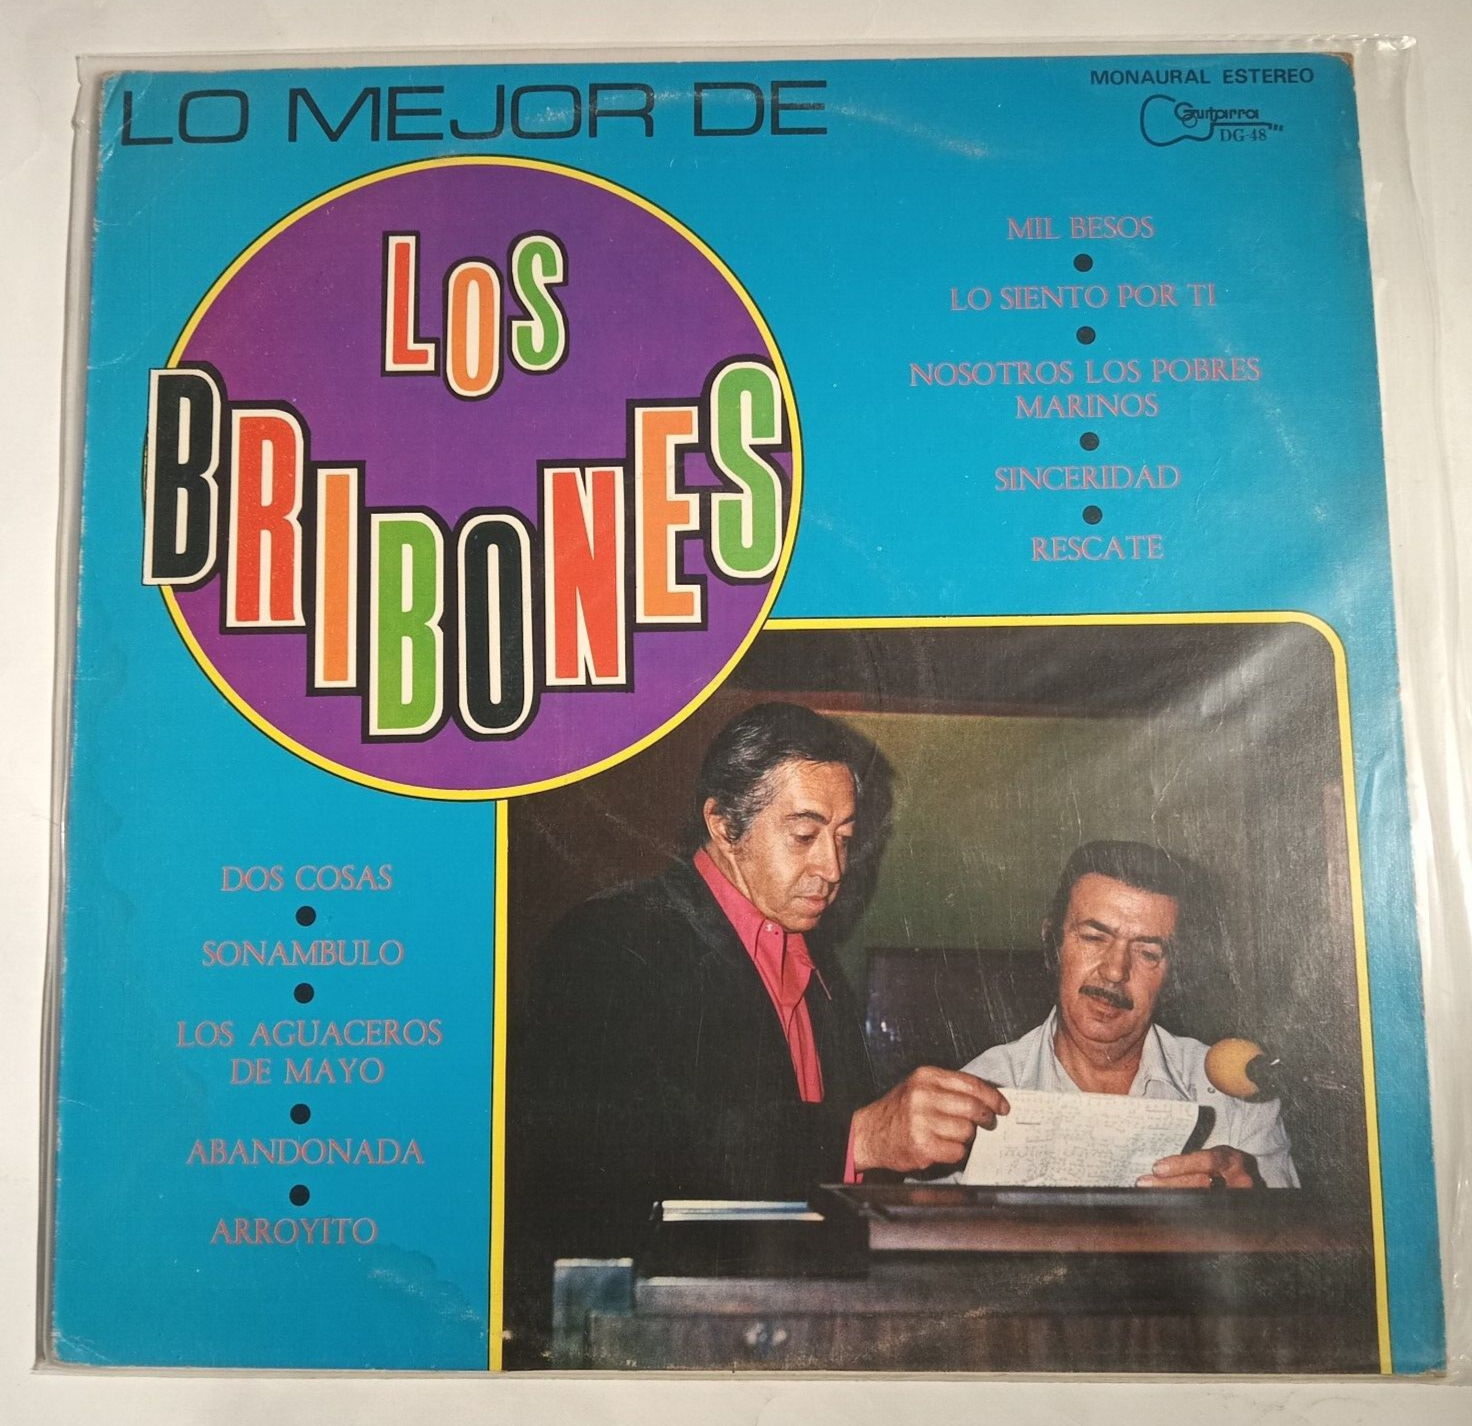 LO MEJOR DE
MONAURAL ESTEREO
Guitarra
DG-48
LOS
BRIBONES
MIL BESOS
LO SIENTO POR TI
NOSOTROS LOS POBRES
MARINOS
SINCERIDAD
RESCATE
DOS COSAS
SONAMBULO
LOS AGUACEROS
DE MAYO
ABANDONADA
ARROYITO